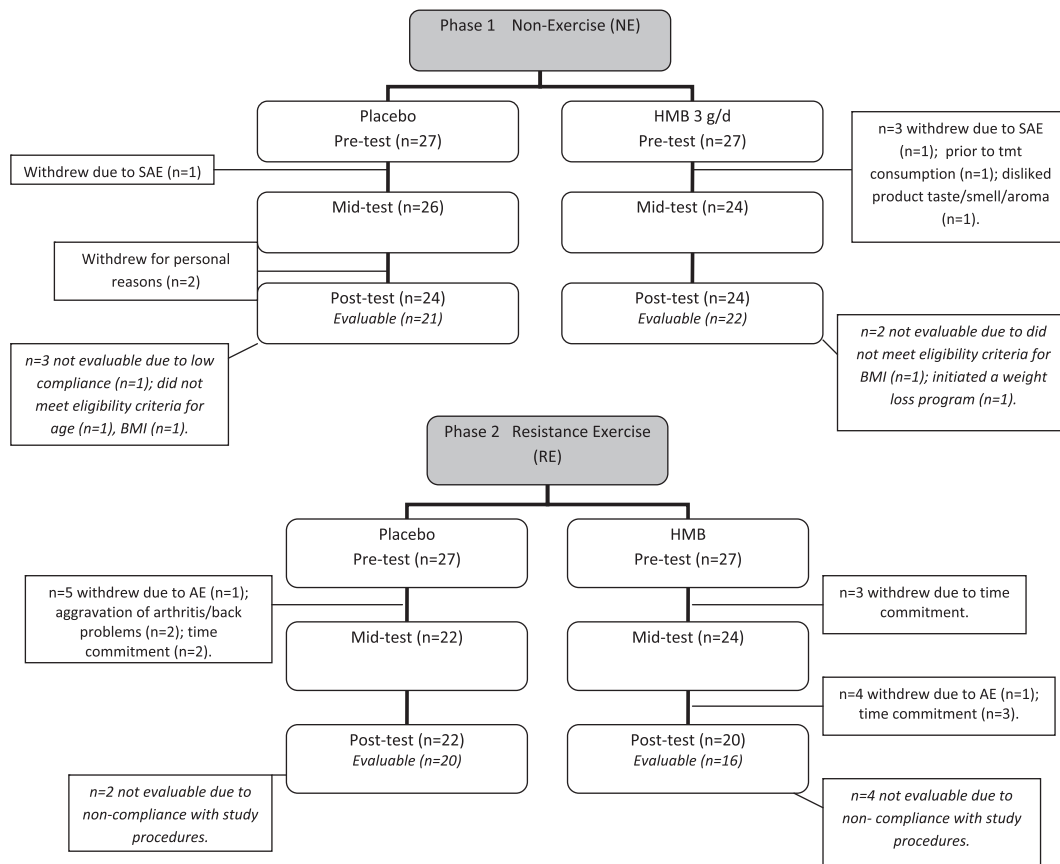 Phase 1 Non-Exercise (NE)
Placebo
Pre-test (n=27)
HMB 3 g/d
Pre-test (n=27)
Withdrew due to SAE (n=1)
n=3 withdrew due to SAE
(n=1); prior to tmt
consumption (n=1); disliked
product taste/smell/aroma
(n=1).
Mid-test (n=26)
Mid-test (n=24)
Withdrew for personal
reasons (n=2)
Post-test (n=24)
Evaluable (n=21)
Post-test (n=24)
Evaluable (n=22)
n=3 not evaluable due to low
compliance (n=1); did not
meet eligibility criteria for
age (n=1), BMI (n=1).
n=2 not evaluable due to did
not meet eligibility criteria for
BMI (n=1); initiated a weight
loss program (n=1).
Phase 2 Resistance Exercise
(RE)
Placebo
Pre-test (n=27)
HMB
Pre-test (n=27)
n=5 withdrew due to AE (n=1);
aggravation of arthritis/back
problems (n=2); time
commitment (n=2).
n=3 withdrew due to time
commitment.
Mid-test (n=22)
Mid-test (n=24)
n=4 withdrew due to AE (n=1);
time commitment (n=3).
Post-test (n=22)
Evaluable (n=20)
Post-test (n=20)
Evaluable (n=16)
n=2 not evaluable due to
non-compliance with study
procedures.
n=4 not evaluable due to
non- compliance with study
procedures.